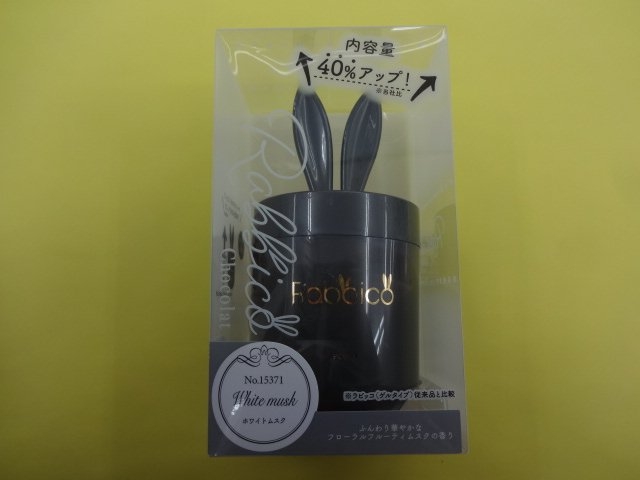 内容量
40%アップ!
※当社比
Rabbico
Chocolat
Rabbico
No.15371
White musk
ホワイトムスク
※ラビッコ(ゲルタイプ)従来品と比較
ふんわり華やかな
フローラルフルーティムスクの香り